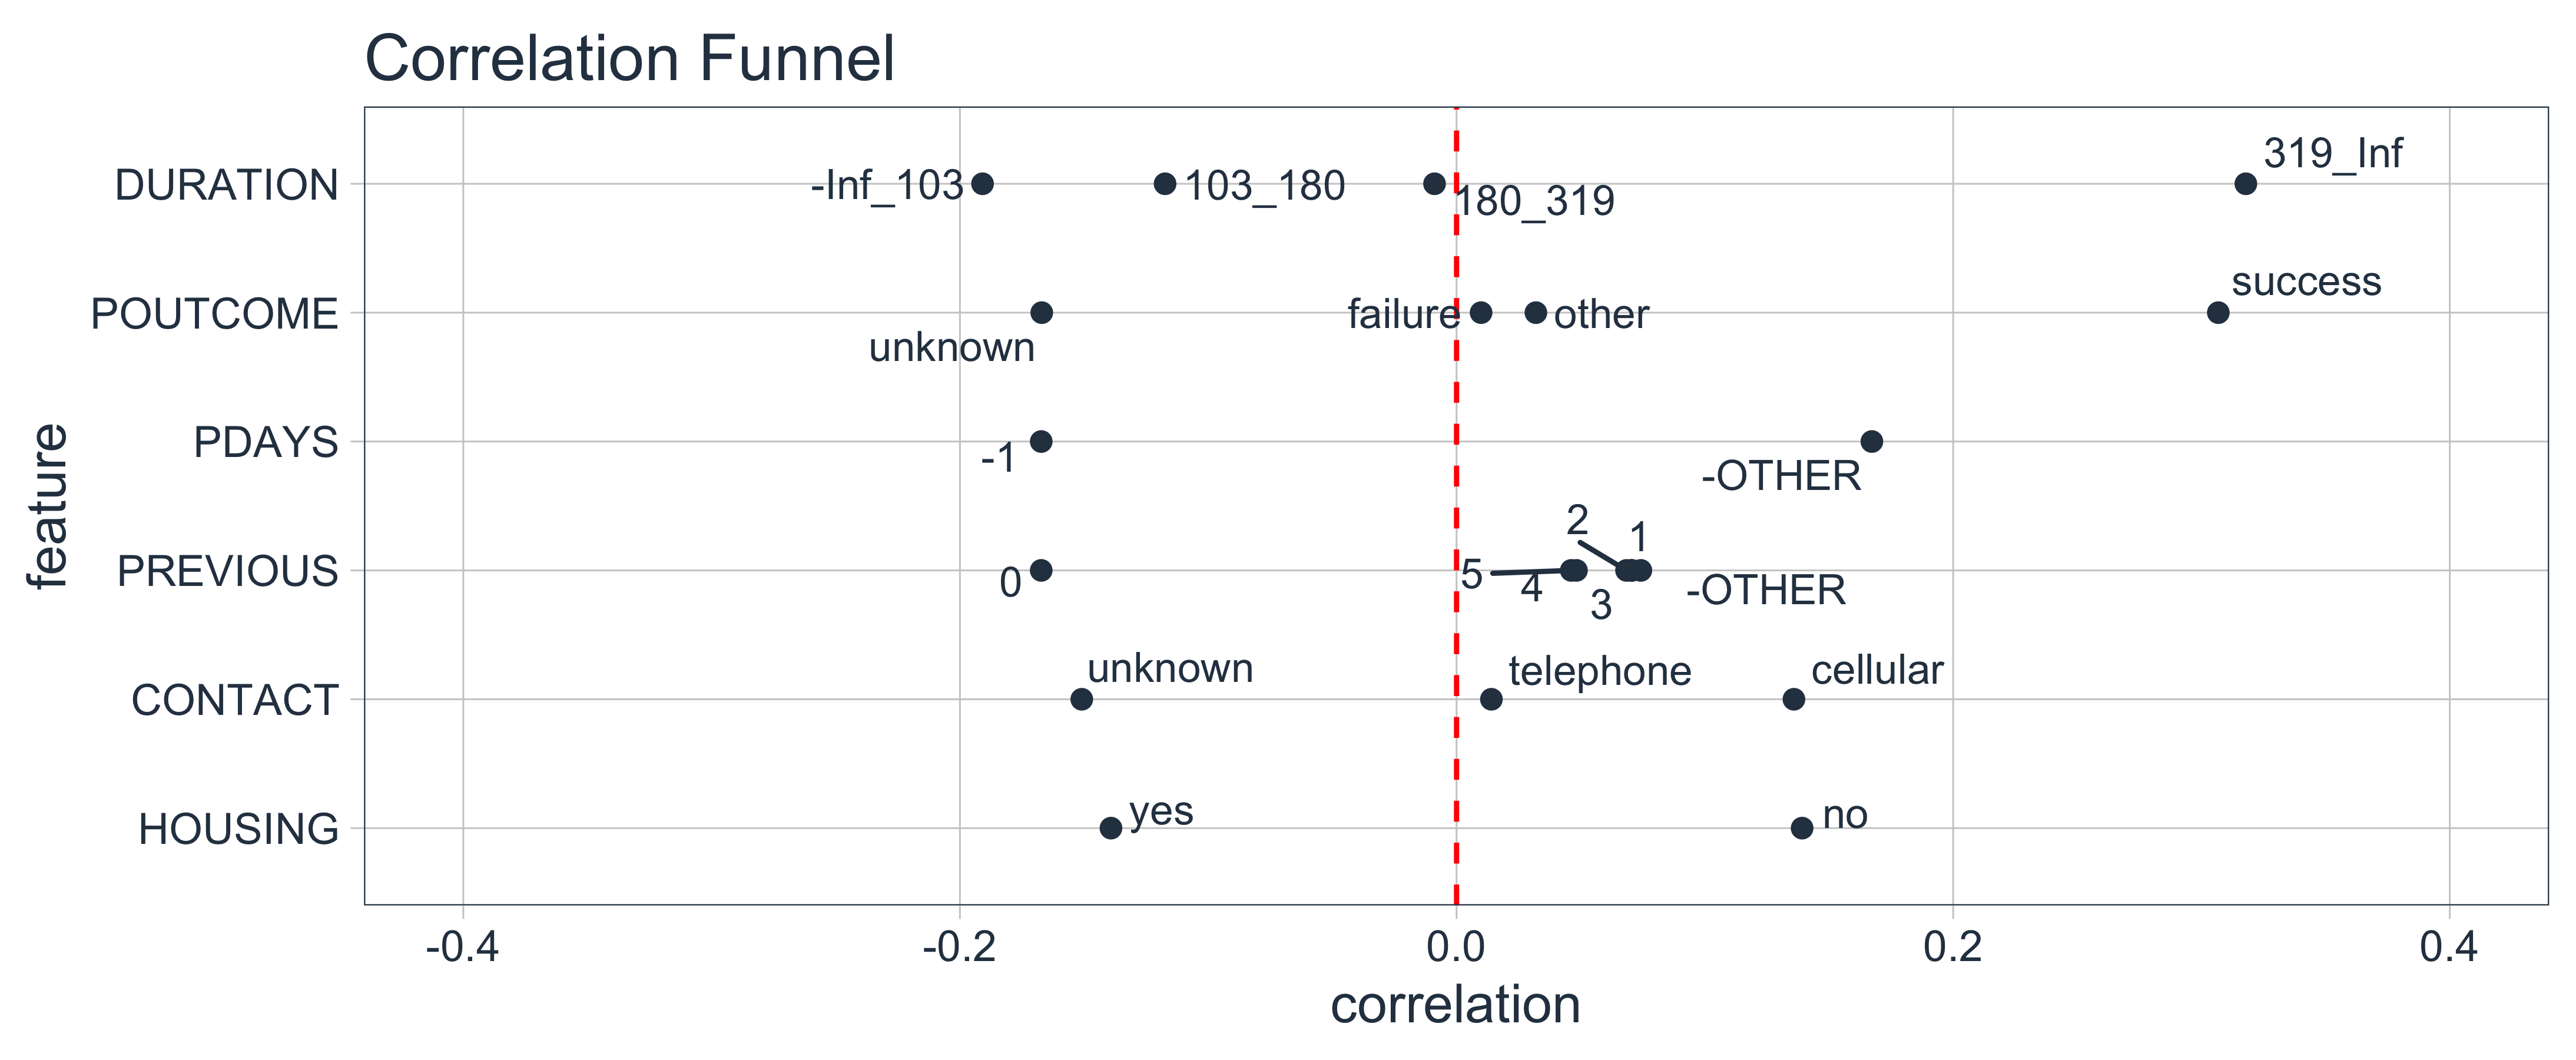 Correlation Funnel
feature
DURATION
-Inf_103
103_180
180_319
319_Inf
POUTCOME
unknown
failure
other
success
PDAYS
-1
-OTHER
PREVIOUS
0
5
4
2
3
1
-OTHER
CONTACT
unknown
telephone
cellular
HOUSING
yes
no
-0.4
-0.2
0.0
0.2
0.4
correlation